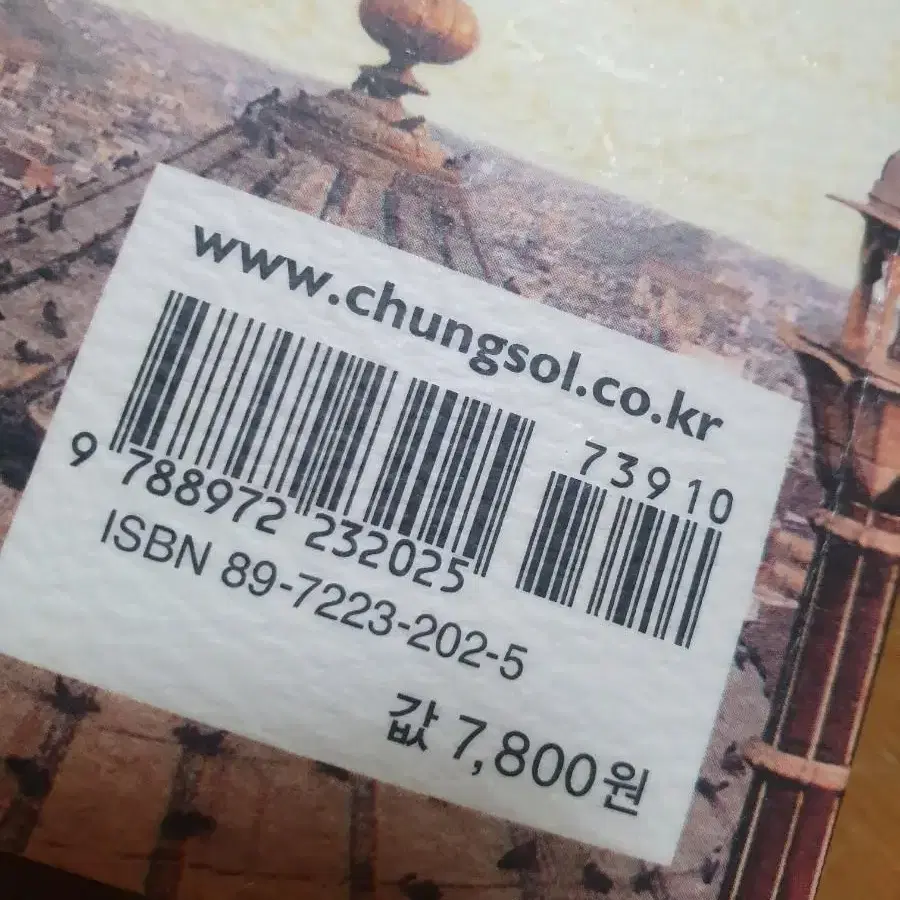 www.chungsol.co.kr
73910
9 788972 232025
ISBN 89-7223-202-5
값 7,800원